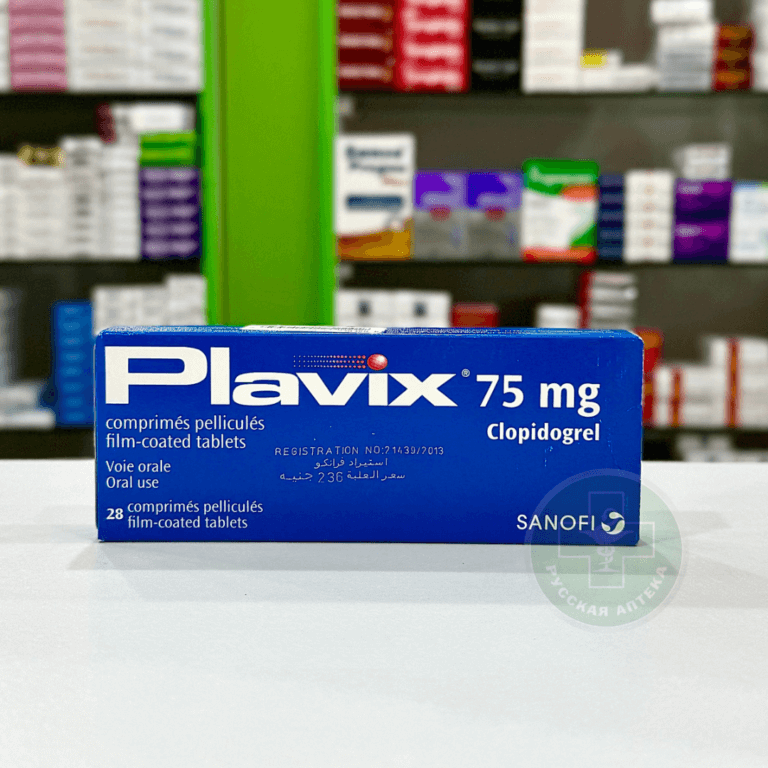 Plavix® 75 mg
Clopidogrel
comprimés pelliculés
film-coated tablets
Voie orale
Oral use
REGISTRATION NO:21439/2013
استيراد فرانكو
سعر العلبة 236 جنيه
28 comprimés pelliculés
film-coated tablets
SANOFI
РУССКАЯ АПТЕКА